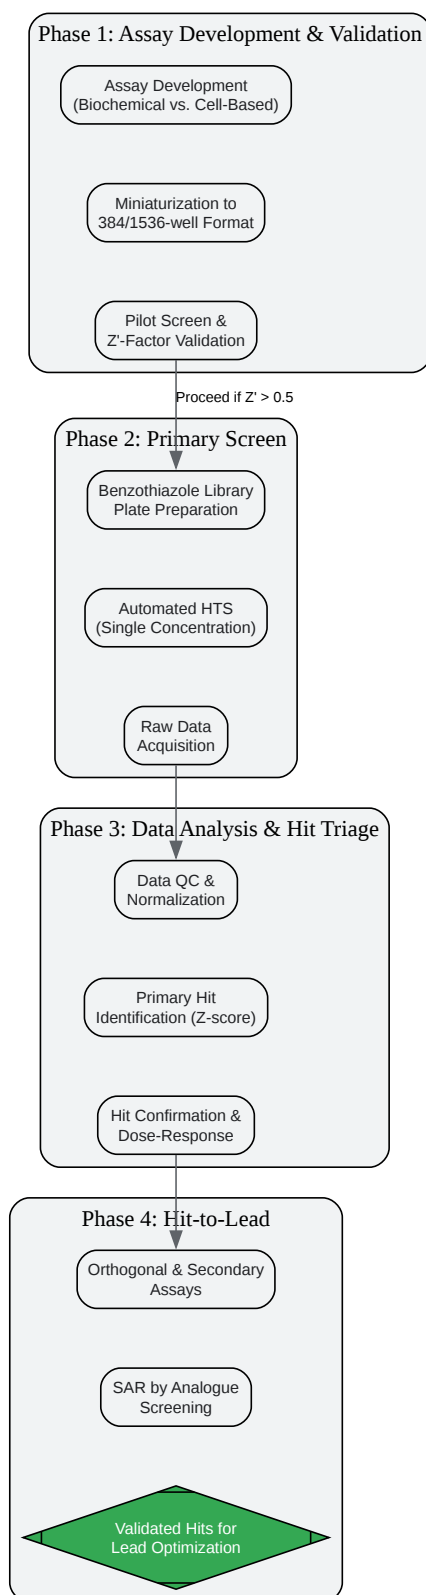 Phase 1: Assay Development & Validation
Assay Development
(Biochemical vs. Cell-Based)
Miniaturization to
384/1536-well Format
Pilot Screen &
Z'-Factor Validation
Proceed if Z' > 0.5
Phase 2: Primary Screen
Benzothiazole Library
Plate Preparation
Automated HTS
(Single Concentration)
Raw Data
Acquisition
Phase 3: Data Analysis & Hit Triage
Data QC &
Normalization
Primary Hit
Identification (Z-score)
Hit Confirmation &
Dose-Response
Phase 4: Hit-to-Lead
Orthogonal & Secondary
Assays
SAR by Analogue
Screening
Validated Hits for
Lead Optimization